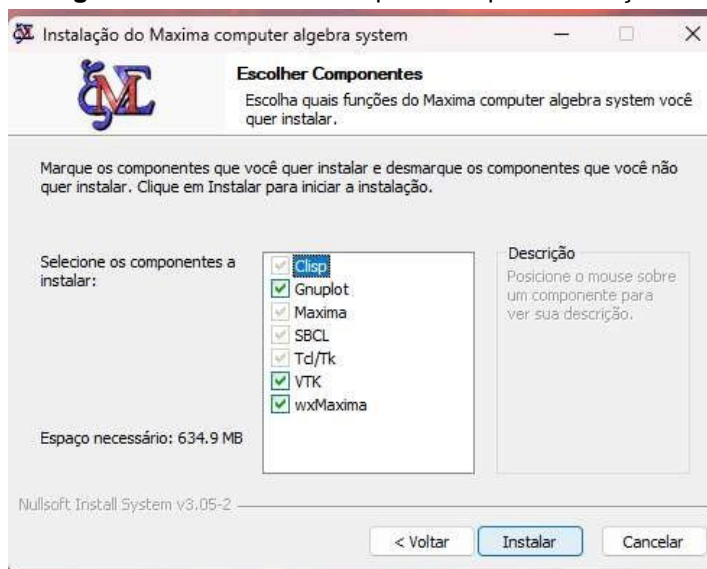 Instalação do Maxima computer algebra system
Escolher Componentes
Escolha quais funções do Maxima computer algebra system você
quer instalar.
Marque os componentes que você quer instalar e desmarque os componentes que você não
quer instalar. Clique em Instalar para iniciar a instalação.
Selecione os componentes a
instalar:
Clisp
Gnuplot
Maxima
SBCL
Tcl/Tk
VTK
wxMaxima
Descrição
Posicione o mouse sobre
um componente para
ver sua descrição.
Espaço necessário: 634.9 MB
Nullsoft Install System v3.05-2
< Voltar
Instalar
Cancelar